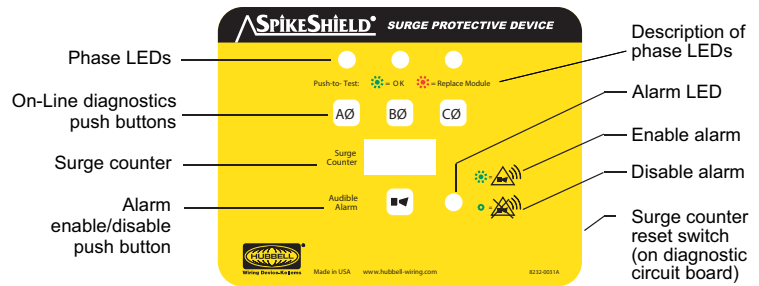 SPIKESHIELD® SURGE PROTECTIVE DEVICE
Phase LEDs
Description of
phase LEDs
Push-to- Test: = OK = Replace Module
On-Line diagnostics
push buttons
AØ BØ CØ
Alarm LED
Surge counter
Surge
Counter
Enable alarm
Disable alarm
Alarm
enable/disable
push button
Audible
Alarm
Surge counter
reset switch
(on diagnostic
circuit board)
HUBBELL
Wiring Device-Kellems
Made in USA www.hubbell-wiring.com 8232-0031A